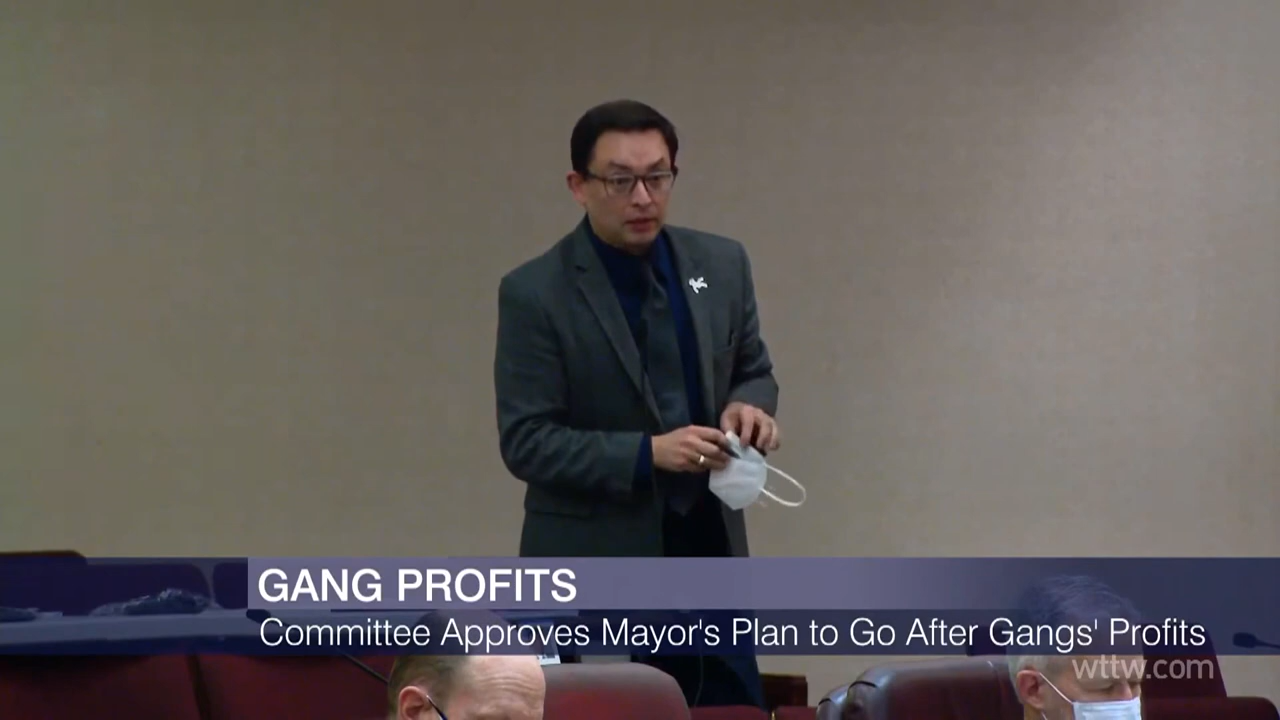 GANG PROFITS
Committee Approves Mayor's Plan to Go After Gangs' Profits
wttw.com